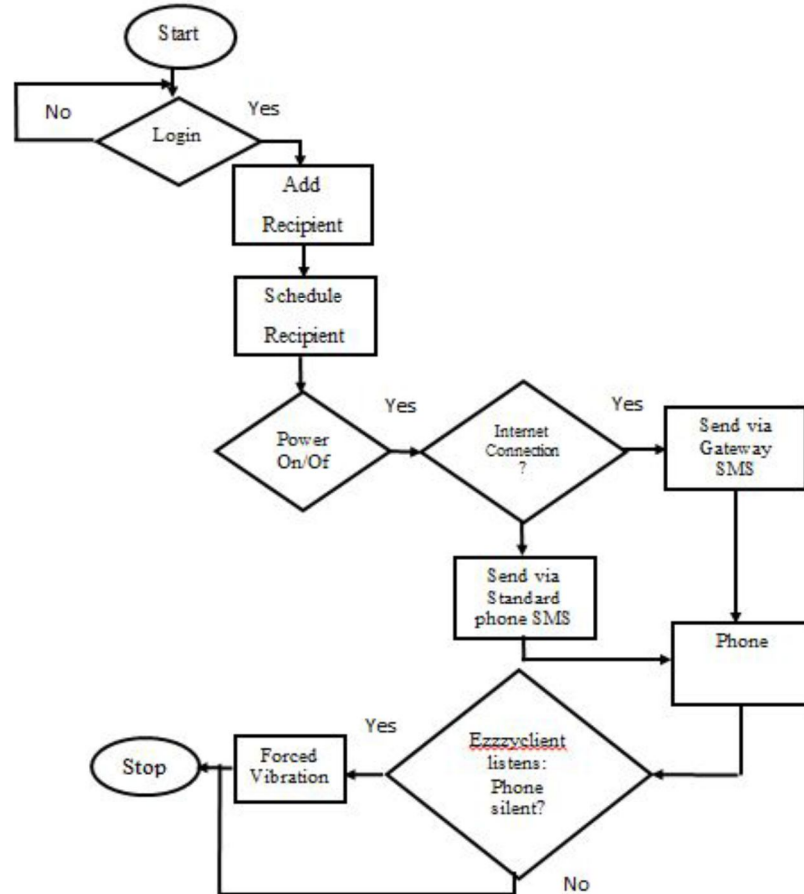 Start
No
Yes
Login
Add
Recipient
Schedule
Recipient
Yes
Yes
Power
On/Of
Internet
Connection
?
Send via
Gateway
SMS
Send via
Standard
phone SMS
Phone
Yes
Ezzzyclient
listens:
Phone
silent?
Forced
Vibration
Stop
No